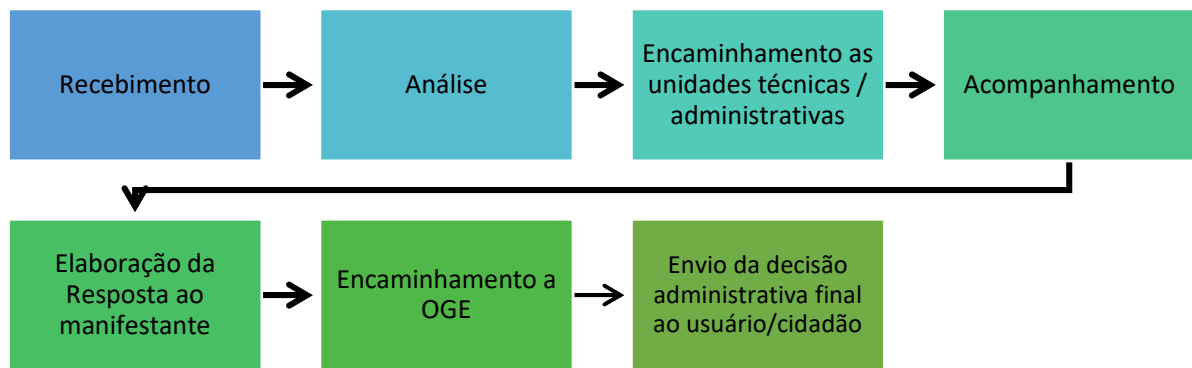 Recebimento
Análise
Encaminhamento as
unidades técnicas /
administrativas
Acompanhamento
Elaboração da
Resposta ao
manifestante
Encaminhamento a
OGE
Envio da decisão
administrativa final
ao usuário/cidadão